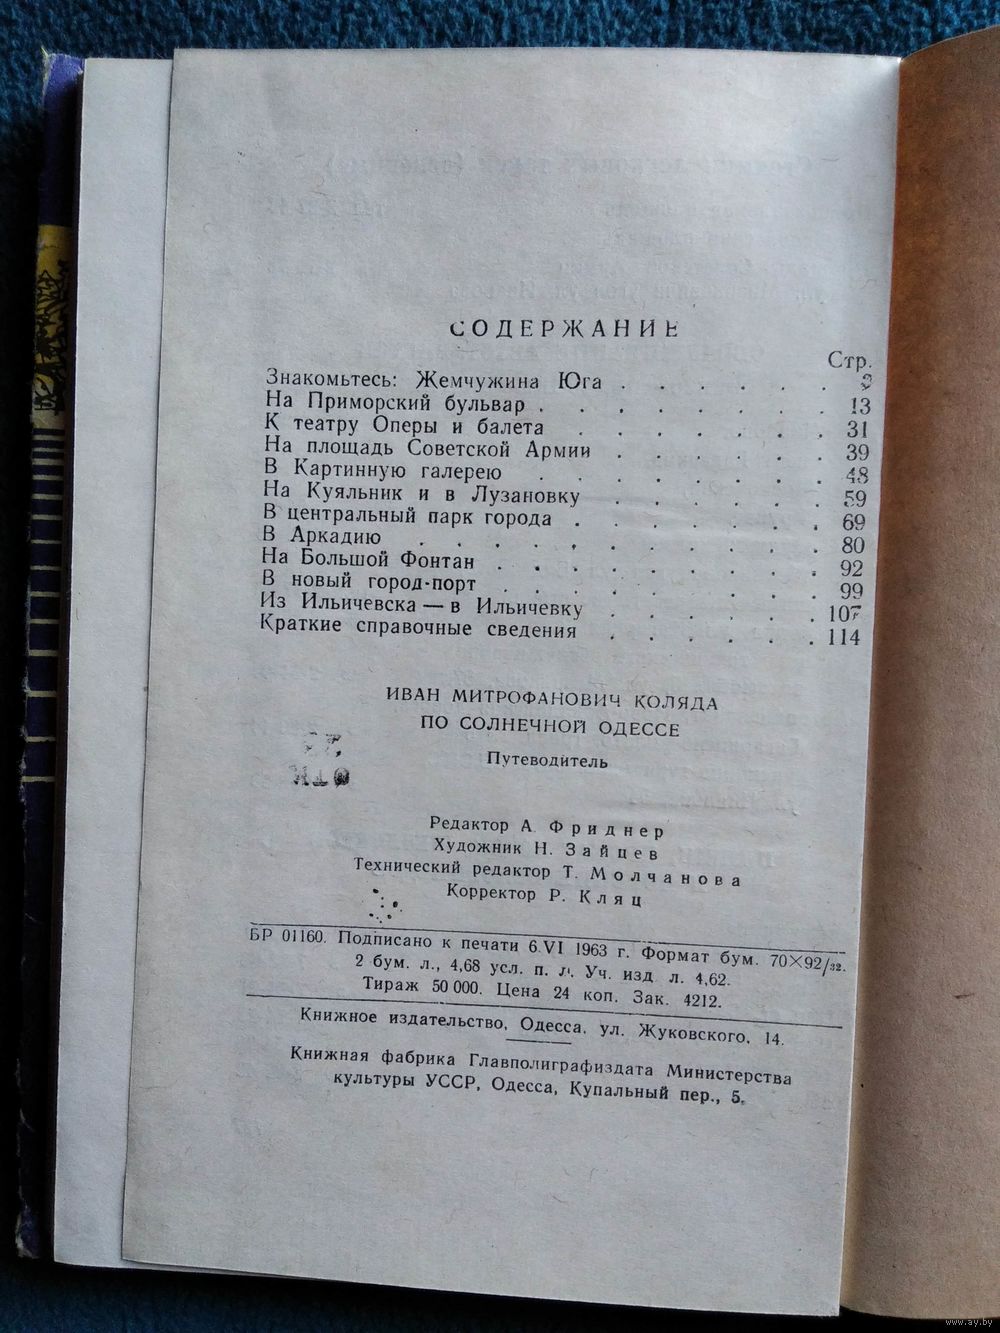 СОДЕРЖАНИЕ
Стр.
Знакомьтесь: Жемчужина Юга . . . . . . 3
На Приморский бульвар . . . . . . . . 13
К театру Оперы и балета . . . . . . . 31
На площадь Советской Армии . . . . . . 39
В Картинную галерею . . . . . . . . 48
На Куяльник и в Лузановку . . . . . . 59
В центральный парк города . . . . . . . 69
В Аркадию . . . . . . . . . . 80
На Большой Фонтан . . . . . . . . . 92
В новый город-порт . . . . . . . . . 99
Из Ильичевска — в Ильичевку . . . . . . 107
Краткие справочные сведения . . . . . . 114
ИВАН МИТРОФАНОВИЧ КОЛЯДА
ПО СОЛНЕЧНОЙ ОДЕССЕ
Путеводитель
Редактор А. Фриднер
Художник Н. Зайцев
Технический редактор Т. Молчанова
Корректор Р. Кляц
БР 01160. Подписано к печати 6.VI 1963 г. Формат бум. 70×92/32.
2 бум. л., 4,68 усл. п. л. Уч. изд л. 4,62.
Тираж 50 000. Цена 24 коп. Зак. 4212.
Книжное издательство, Одесса, ул. Жуковского, 14.
Книжная фабрика Главполиграфиздата Министерства
культуры УССР, Одесса, Купальный пер., 5.
www.ay.by